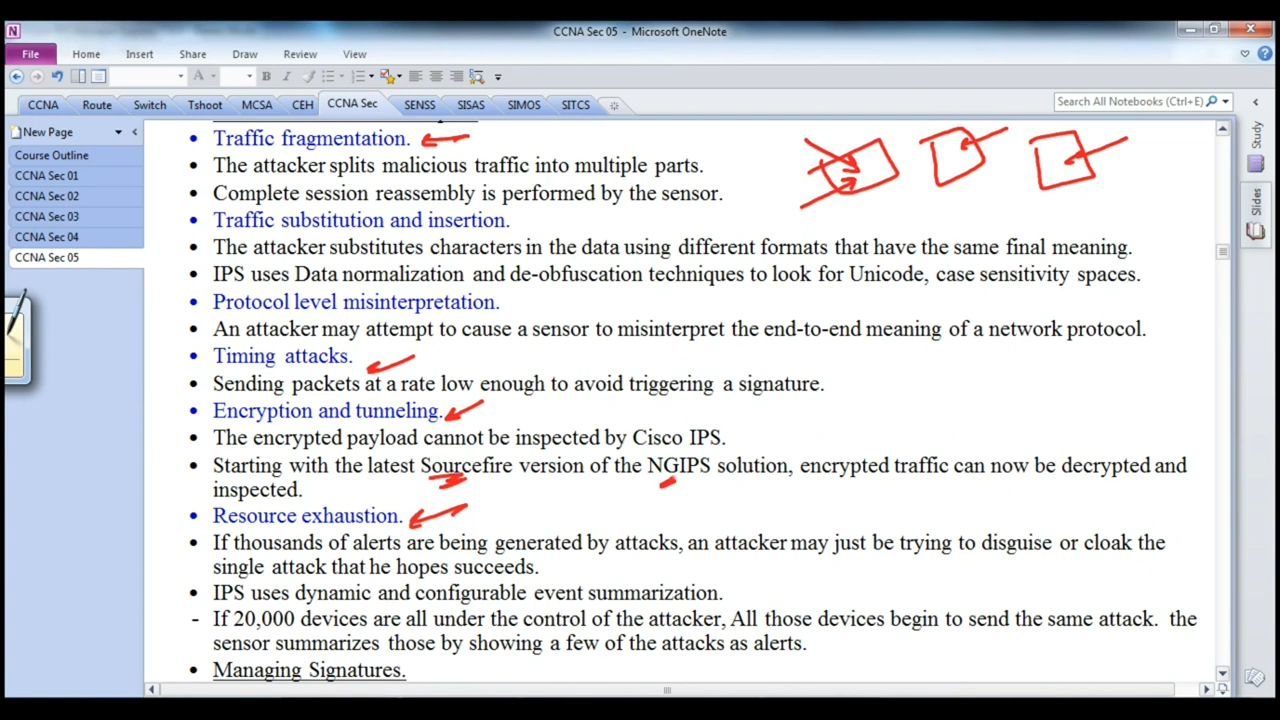 CCNA Sec 05 - Microsoft OneNote
File Home Insert Share Draw Review View
CCNA Route Switch Tshoot MCSA CEH CCNA Sec SENSS SISAS SIMOS SITCS
Search All Notebooks (Ctrl+E)
New Page
Course Outline
CCNA Sec 01
CCNA Sec 02
CCNA Sec 03
CCNA Sec 04
CCNA Sec 05
• Traffic fragmentation.
• The attacker splits malicious traffic into multiple parts.
• Complete session reassembly is performed by the sensor.
• Traffic substitution and insertion.
• The attacker substitutes characters in the data using different formats that have the same final meaning.
• IPS uses Data normalization and de-obfuscation techniques to look for Unicode, case sensitivity spaces.
• Protocol level misinterpretation.
• An attacker may attempt to cause a sensor to misinterpret the end-to-end meaning of a network protocol.
• Timing attacks.
• Sending packets at a rate low enough to avoid triggering a signature.
• Encryption and tunneling.
• The encrypted payload cannot be inspected by Cisco IPS.
• Starting with the latest Sourcefire version of the NGIPS solution, encrypted traffic can now be decrypted and
inspected.
• Resource exhaustion.
• If thousands of alerts are being generated by attacks, an attacker may just be trying to disguise or cloak the
single attack that he hopes succeeds.
• IPS uses dynamic and configurable event summarization.
- If 20,000 devices are all under the control of the attacker, All those devices begin to send the same attack. the
sensor summarizes those by showing a few of the attacks as alerts.
• Managing Signatures.
Study
Slides